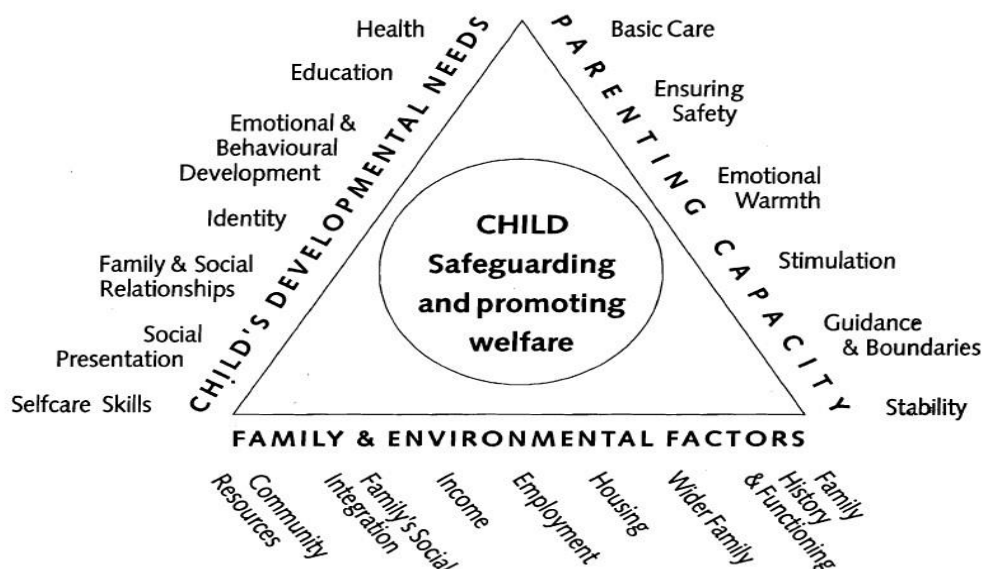 Health
Education
Emotional &
Behavioural
Development
Identity
Family & Social
Relationships
Social
Presentation
Selfcare Skills
CHILD'S DEVELOPMENTAL NEEDS
CHILD
Safeguarding
and promoting
welfare
PARENTING CAPACITY
Basic Care
Ensuring
Safety
Emotional
Warmth
Stimulation
Guidance
& Boundaries
Stability
FAMILY & ENVIRONMENTAL FACTORS
Community
Resources
Family's Social
Integration
Income
Employment
Housing
Wider Family
Family
History
& Functioning